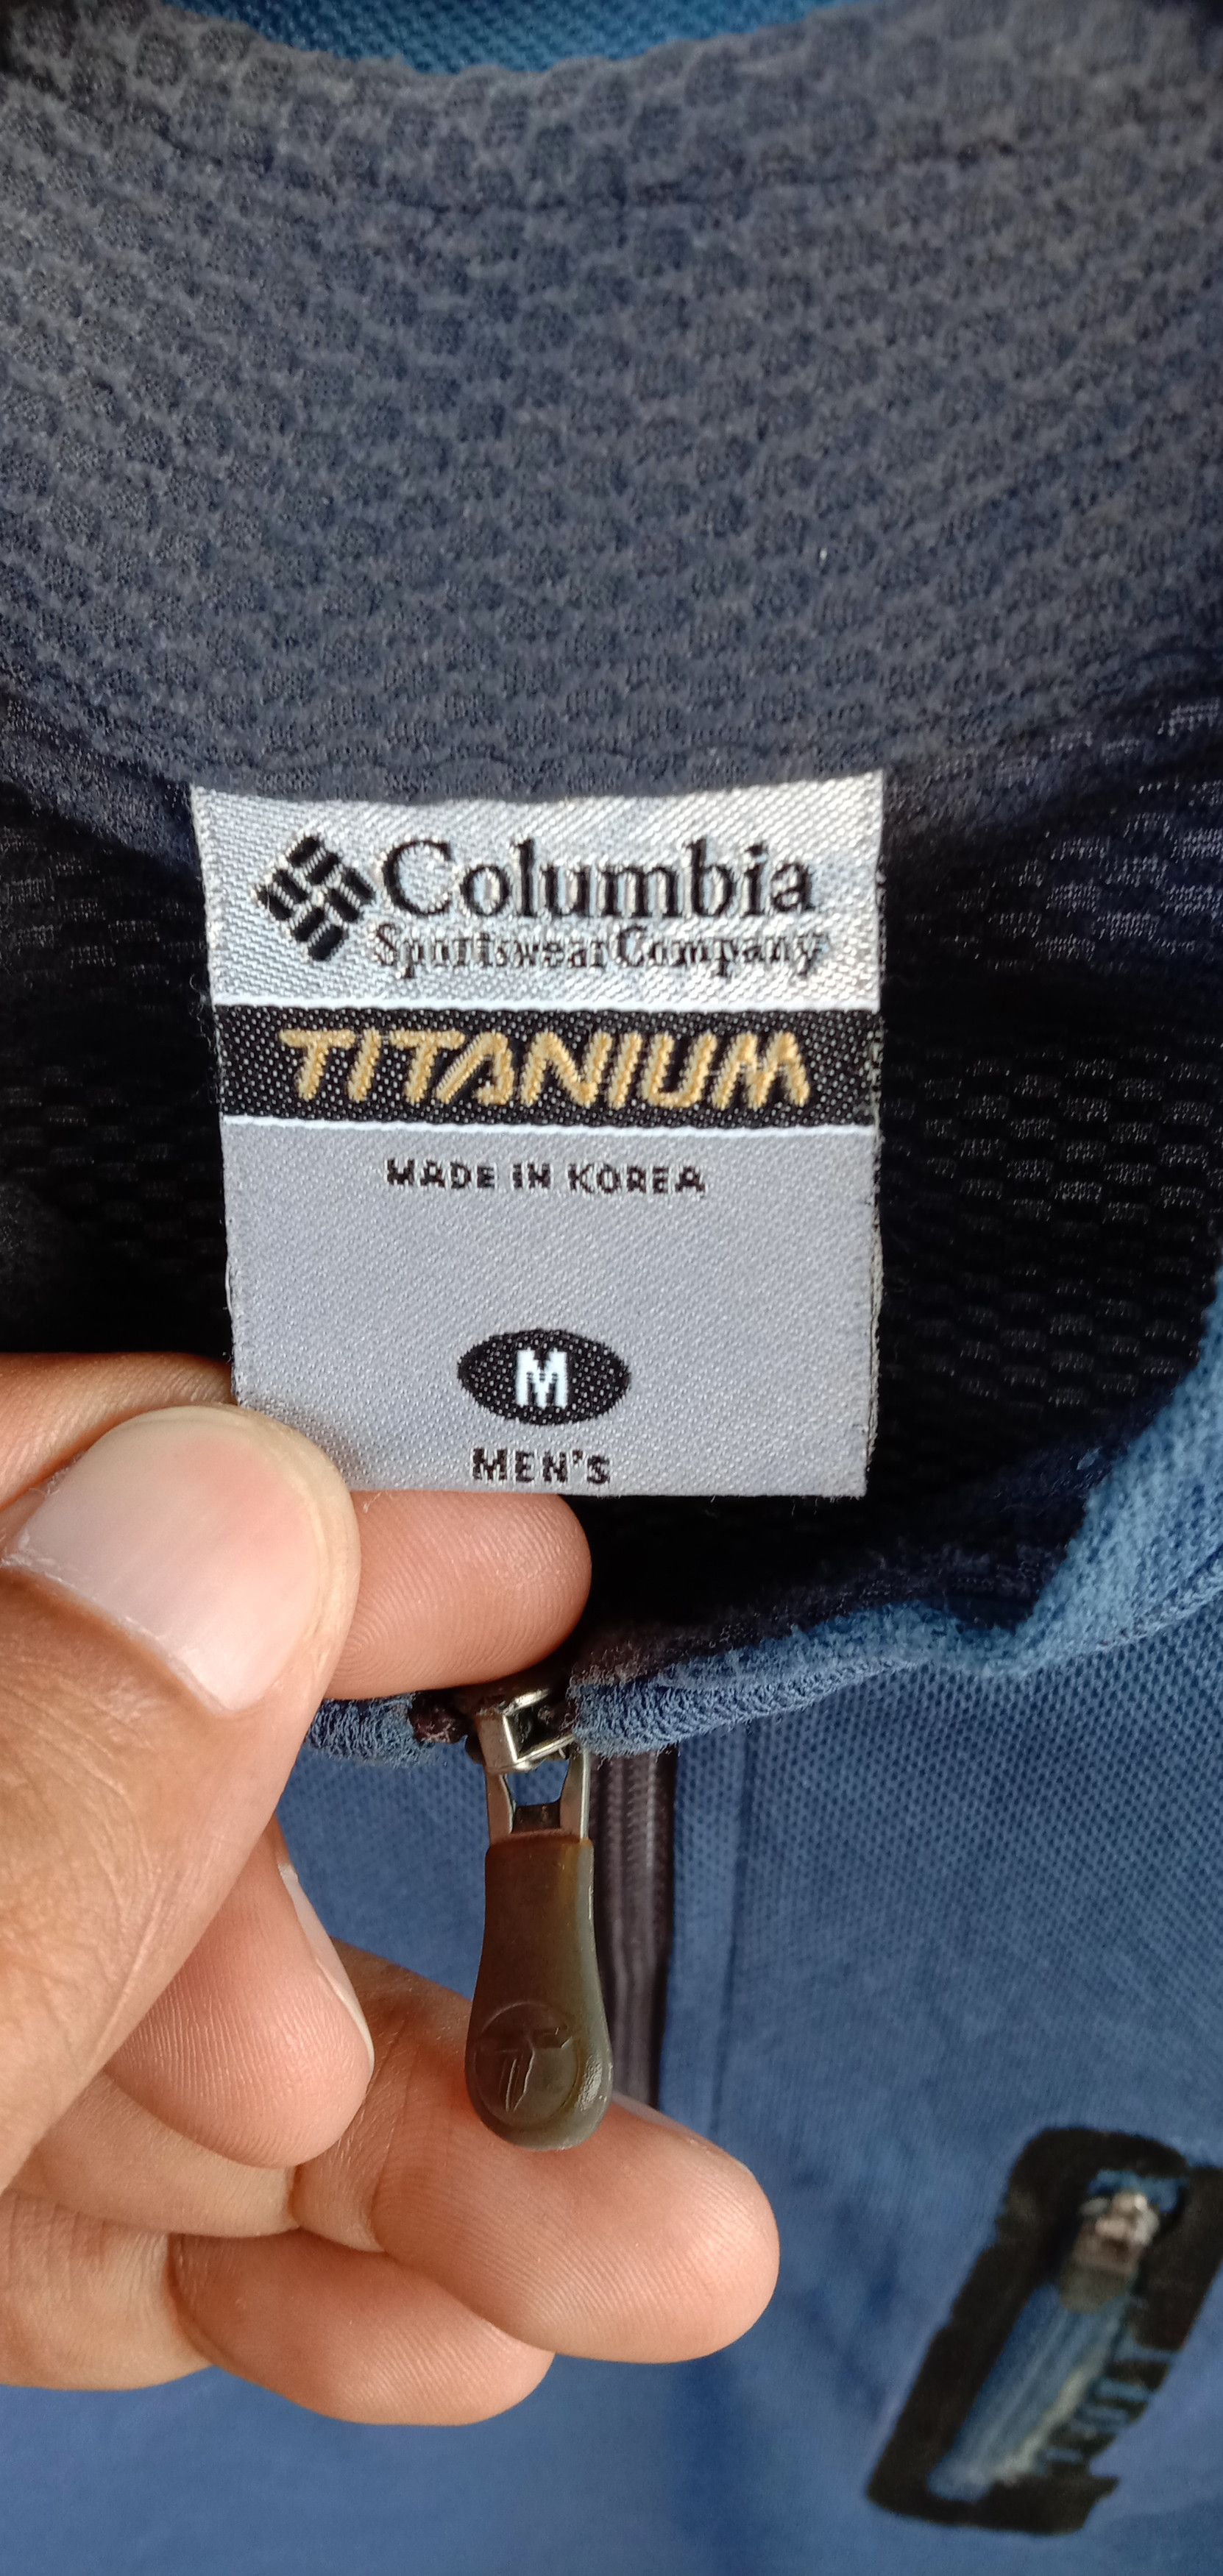 Columbia
Sportswear Company
TITANIUM
MADE IN KOREA
M
MEN'S